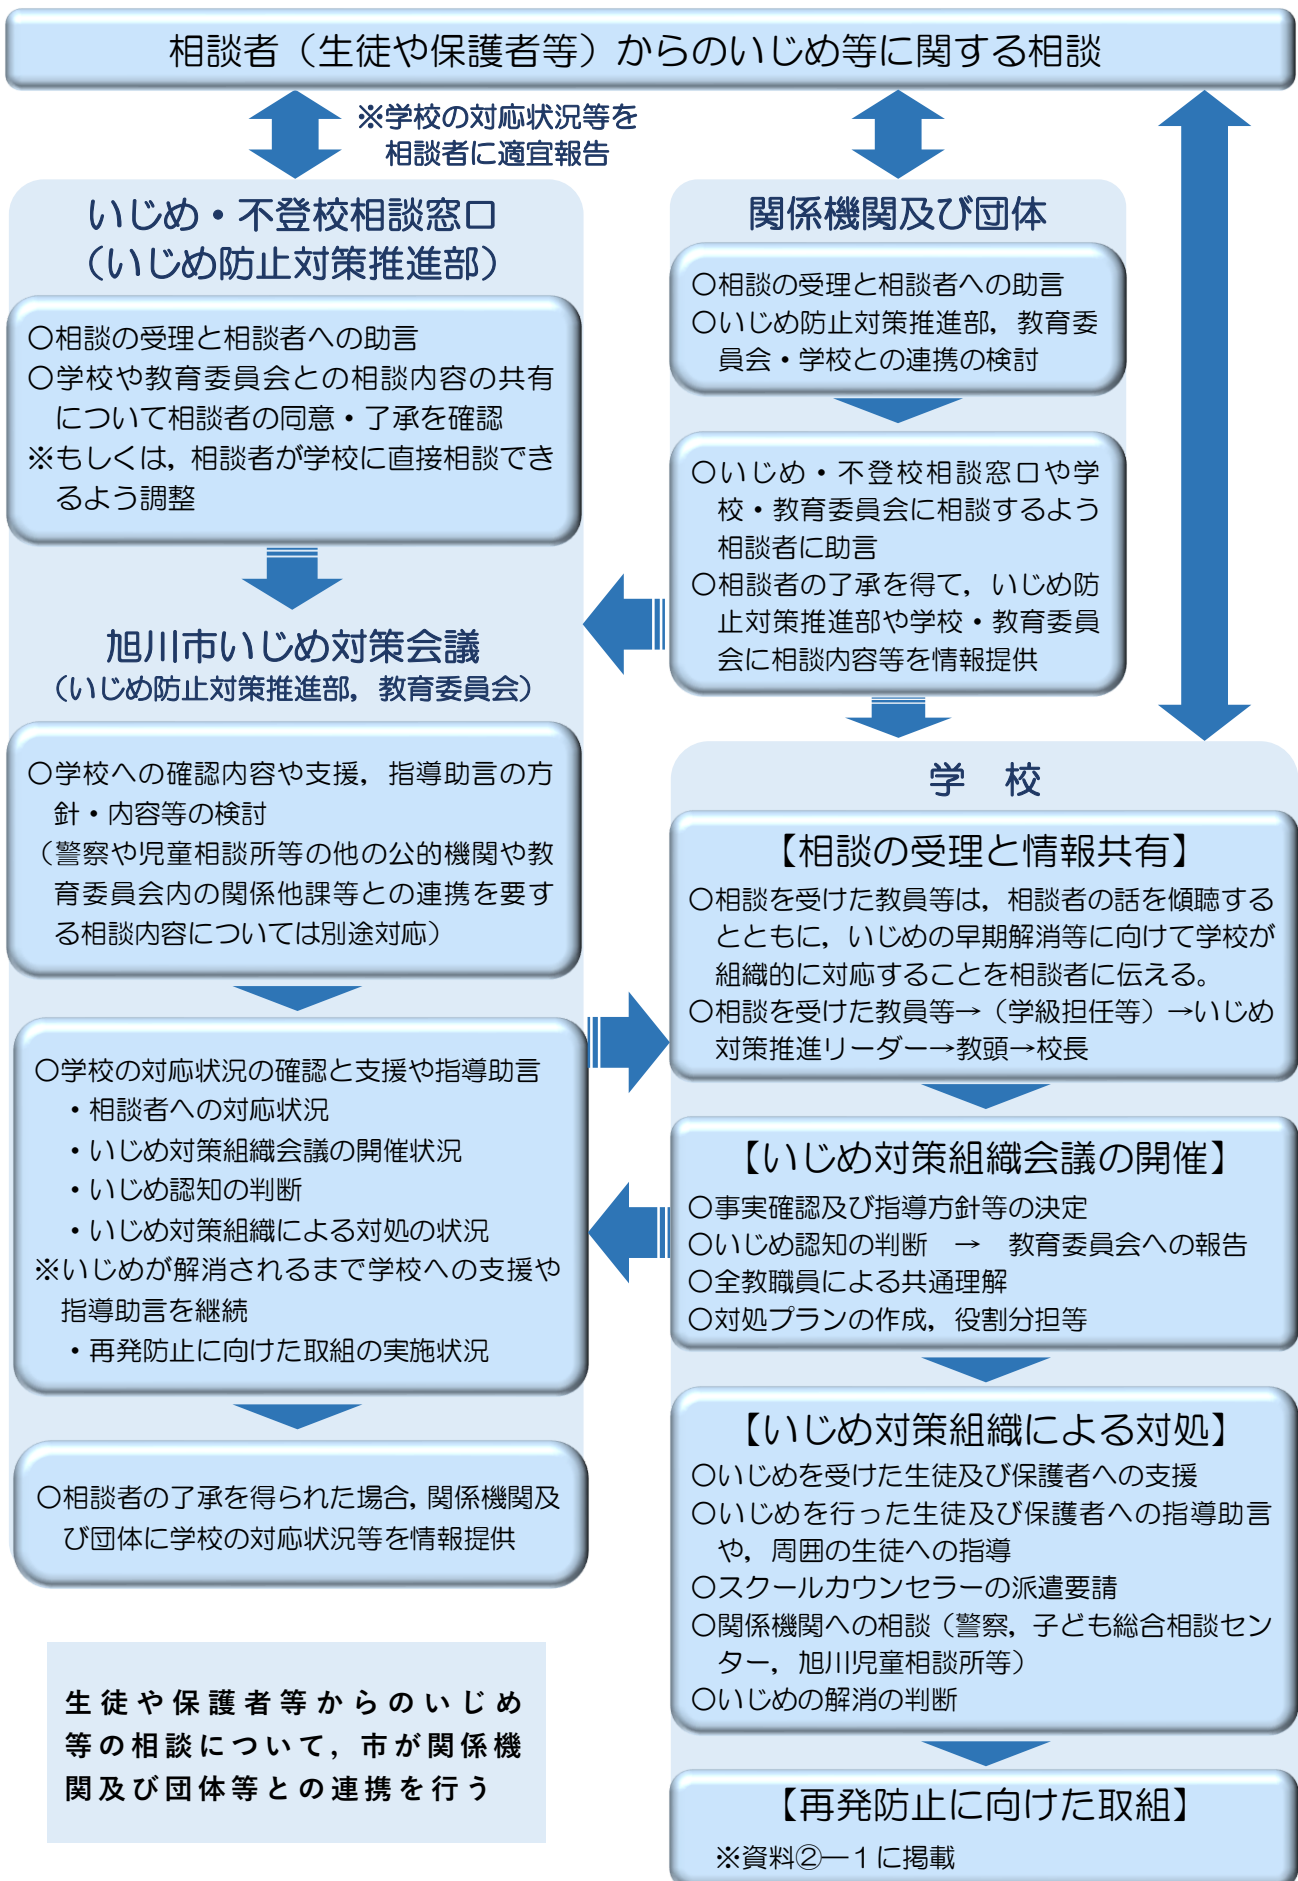 相談者（生徒や保護者等）からのいじめ等に関する相談
※学校の対応状況等を
相談者に適宜報告
いじめ・不登校相談窓口
（いじめ防止対策推進部）
○相談の受理と相談者への助言
○学校や教育委員会との相談内容の共有
について相談者の同意・了承を確認
※もしくは，相談者が学校に直接相談でき
るよう調整
旭川市いじめ対策会議
（いじめ防止対策推進部，教育委員会）
○学校への確認内容や支援，指導助言の方
針・内容等の検討
（警察や児童相談所等の他の公的機関や教
育委員会内の関係他課等との連携を要す
る相談内容については別途対応）
○学校の対応状況の確認と支援や指導助言
・相談者への対応状況
・いじめ対策組織会議の開催状況
・いじめ認知の判断
・いじめ対策組織による対処の状況
※いじめが解消されるまで学校への支援や
指導助言を継続
・再発防止に向けた取組の実施状況
○相談者の了承を得られた場合，関係機関及
び団体に学校の対応状況等を情報提供
生徒や保護者等からのいじめ
等の相談について，市が関係機
関及び団体等との連携を行う
関係機関及び団体
○相談の受理と相談者への助言
○いじめ防止対策推進部，教育委
員会・学校との連携の検討
○いじめ・不登校相談窓口や学
校・教育委員会に相談するよう
相談者に助言
○相談者の了承を得て，いじめ防
止対策推進部や学校・教育委員
会に相談内容等を情報提供
学　校
【相談の受理と情報共有】
○相談を受けた教員等は，相談者の話を傾聴する
とともに，いじめの早期解消等に向けて学校が
組織的に対応することを相談者に伝える。
○相談を受けた教員等→（学級担任等）→いじめ
対策推進リーダー→教頭→校長
【いじめ対策組織会議の開催】
○事実確認及び指導方針等の決定
○いじめ認知の判断　→　教育委員会への報告
○全教職員による共通理解
○対処プランの作成，役割分担等
【いじめ対策組織による対処】
○いじめを受けた生徒及び保護者への支援
○いじめを行った生徒及び保護者への指導助言
や，周囲の生徒への指導
○スクールカウンセラーの派遣要請
○関係機関への相談（警察，子ども総合相談セン
ター，旭川児童相談所等）
○いじめの解消の判断
【再発防止に向けた取組】
※資料②―１に掲載